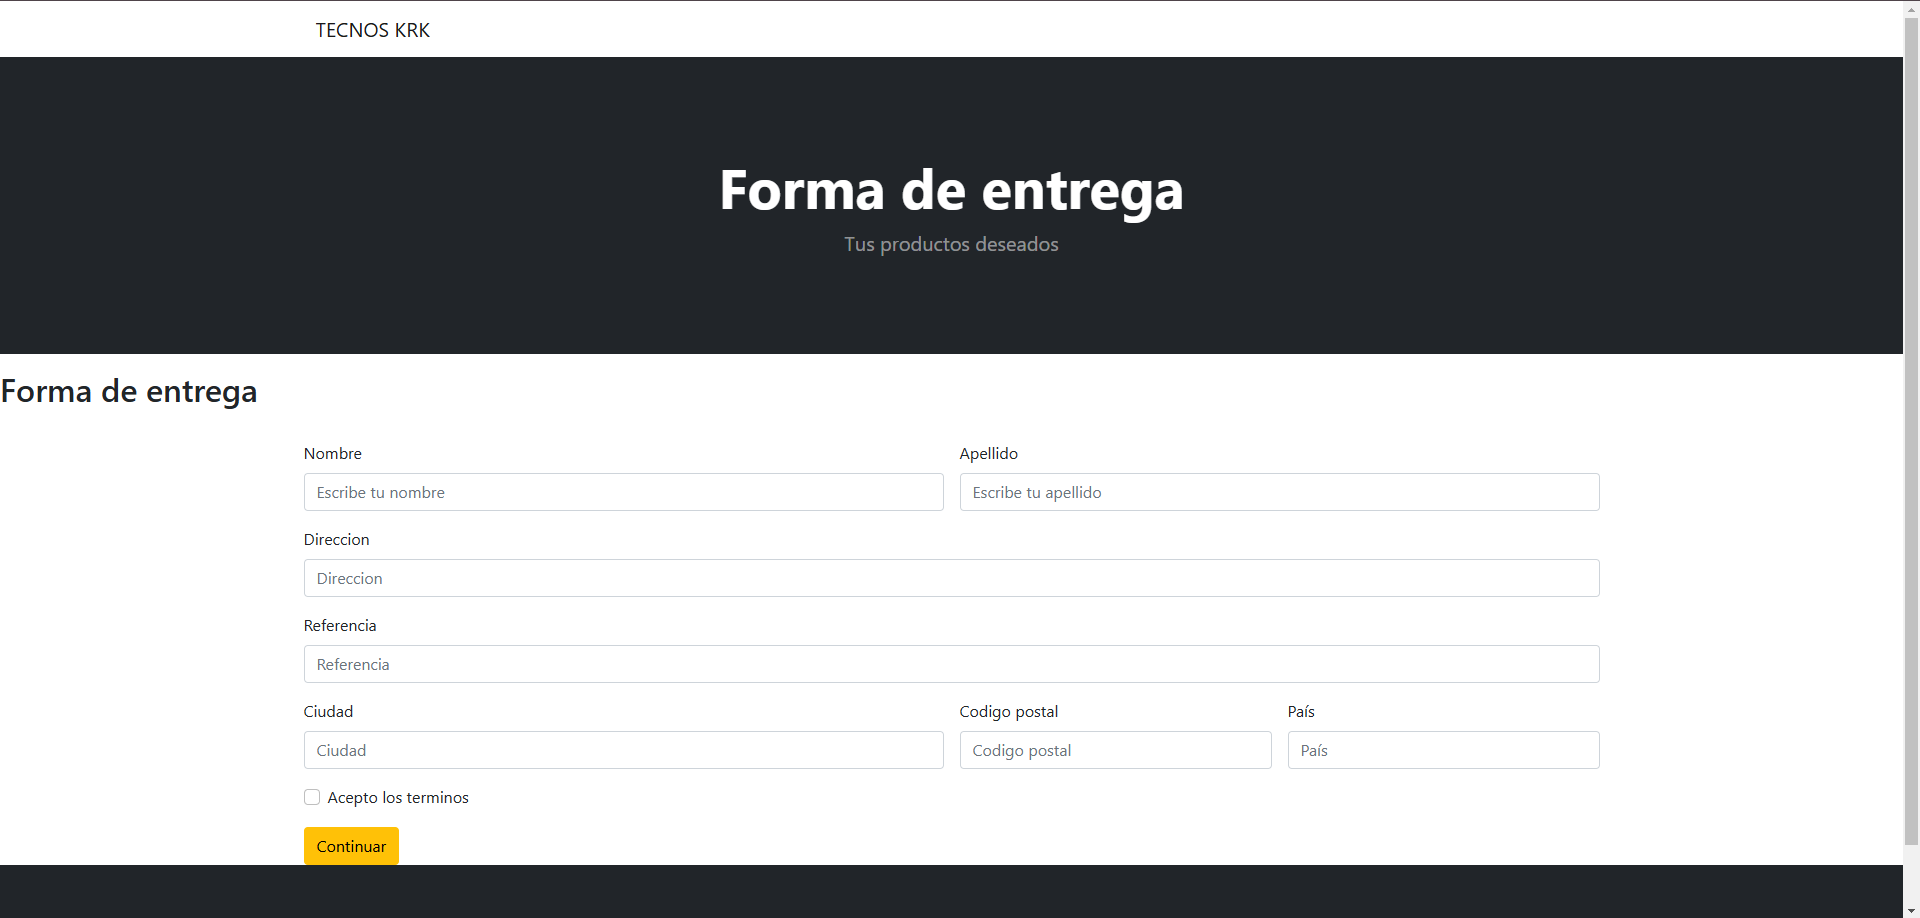 TECNOS KRK
Forma de entrega
Tus productos deseados
Forma de entrega
Nombre Apellido
Escribe tu nombre Escribe tu apellido
Direccion
Direccion
Referencia
Referencia
Ciudad Codigo postal País
Ciudad Codigo postal País
Acepto los terminos
Continuar